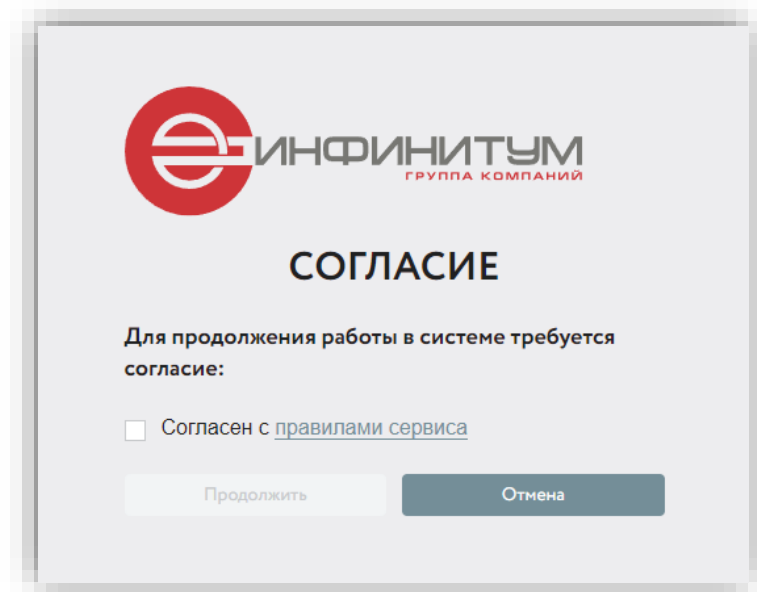 ИНФИНИТУМ
ГРУППА КОМПАНИЙ
СОГЛАСИЕ
Для продолжения работы в системе требуется
согласие:
Согласен с правилами сервиса
Продолжить
Отмена